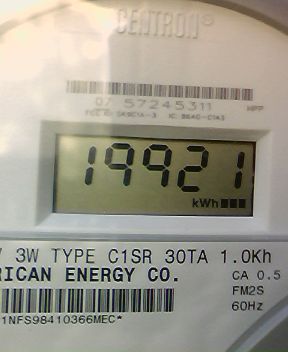 CENTRON®
07 57245311
19921
kWh
3W TYPE C1SR 30TA 1.0Kh
RICAN ENERGY CO.
CA 0.5
FM2S
60Hz
1NFS98410366MEC*